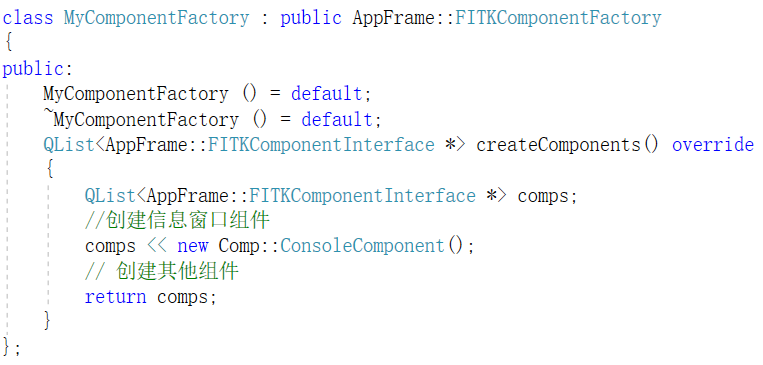 class MyComponentFactory : public AppFrame::FITKComponentFactory
{
public:
    MyComponentFactory () = default;
    ~MyComponentFactory () = default;
    QList<AppFrame::FITKComponentInterface *> createComponents() override
    {
        QList<AppFrame::FITKComponentInterface *> comps;
        //创建信息窗口组件
        comps << new Comp::ConsoleComponent();
        // 创建其他组件
        return comps;
    }
};